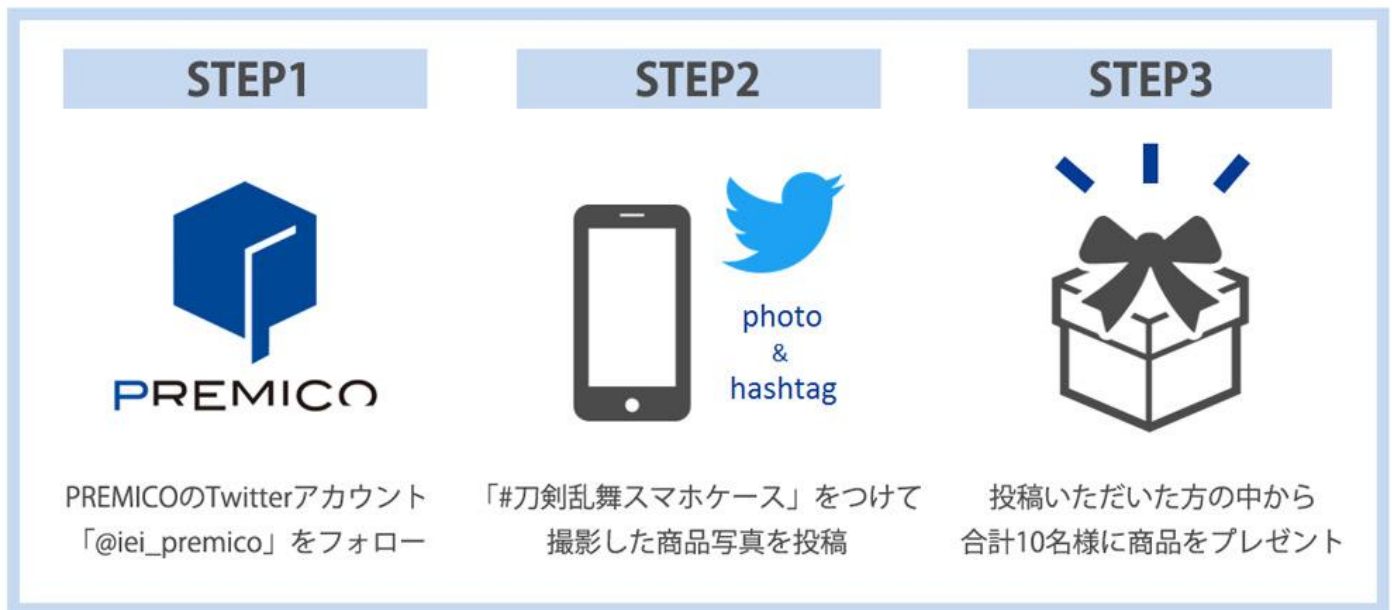 STEP1
PREMICO
PREMICOのTwitterアカウント
「@iei_premico」をフォロー
STEP2
photo
&
hashtag
「#刀剣乱舞スマホケース」をつけて
撮影した商品写真を投稿
STEP3
投稿いただいた方の中から
合計10名様に商品をプレゼント